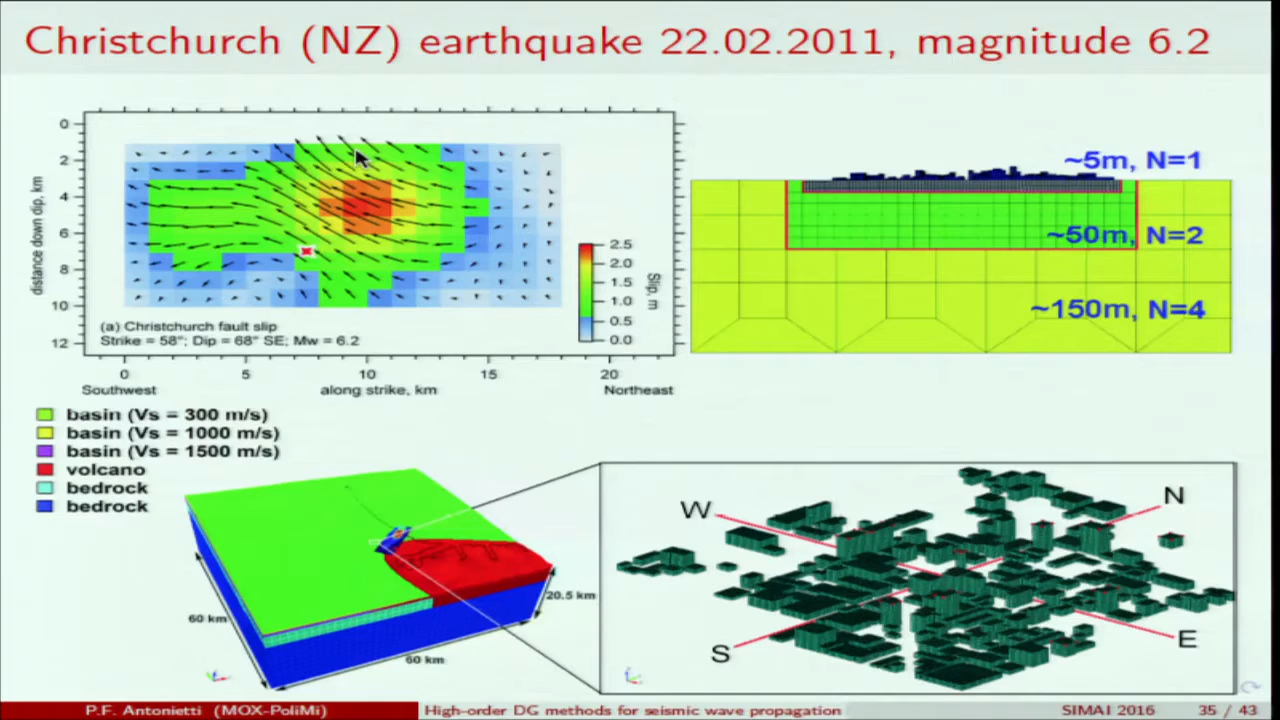 Christchurch (NZ) earthquake 22.02.2011, magnitude 6.2
0
2
4
6
8
10
12
distance down dip, km
2.5
2.0
1.5
1.0
0.5
0.0
Slip, m
(a) Christchurch fault slip
Strike = 58°; Dip = 68° SE; Mw = 6.2
0 5 10 15 20
Southwest along strike, km Northeast
~5m, N=1
~50m, N=2
~150m, N=4
basin (Vs = 300 m/s)
basin (Vs = 1000 m/s)
basin (Vs = 1500 m/s)
volcano
bedrock
bedrock
60 km
60 km
20.5 km
W
N
S
E
P.F. Antonietti (MOX-PoliMi) High-order DG methods for seismic wave propagation SIMAI 2016 35 / 43